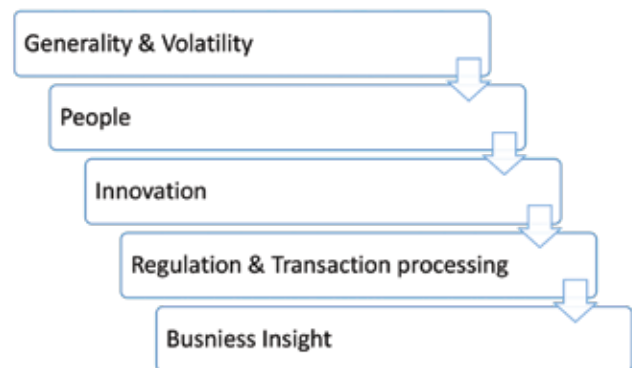 Generality & Volatility
People
Innovation
Regulation & Transaction processing
Busniess Insight